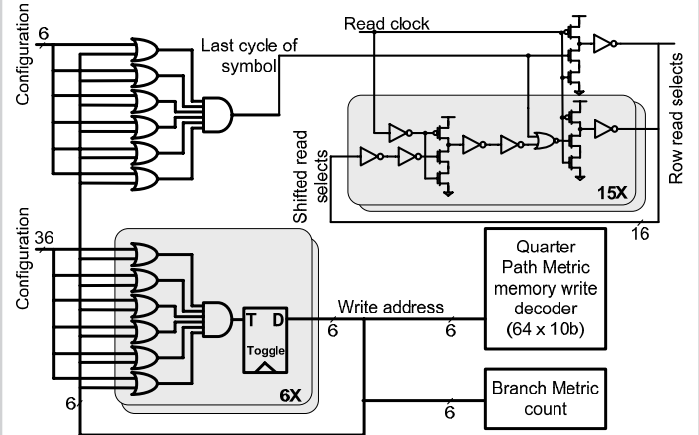 Configuration
6
Last cycle of
symbol
Read clock
Shifted read
selects
15X
Row read selects
16
Configuration
36
T D
Toggle
6X
6
Write address
6
6
Quarter
Path Metric
memory write
decoder
(64 x 10b)
6
Branch Metric
count